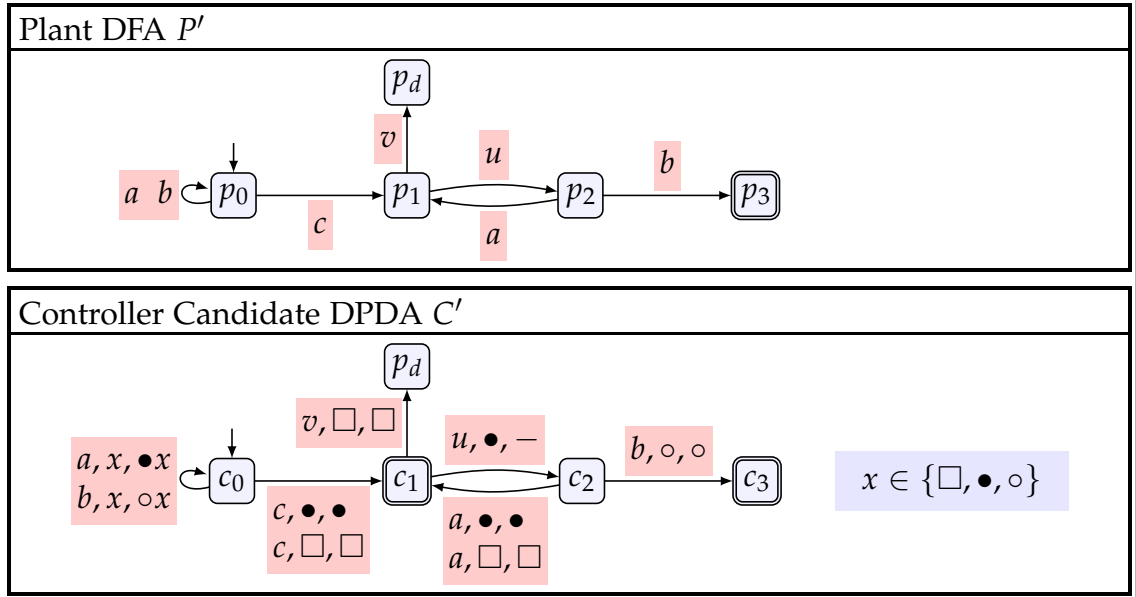 Plant DFA P′
p_d
v
u
b
a b
p_0
p_1
p_2
p_3
c
a
Controller Candidate DPDA C′
p_d
v, □, □
u, •, −
b, ∘, ∘
a, x, •x
b, x, ∘x
c_0
c_1
c_2
c_3
x ∈ {□, •, ∘}
c, •, •
c, □, □
a, •, •
a, □, □